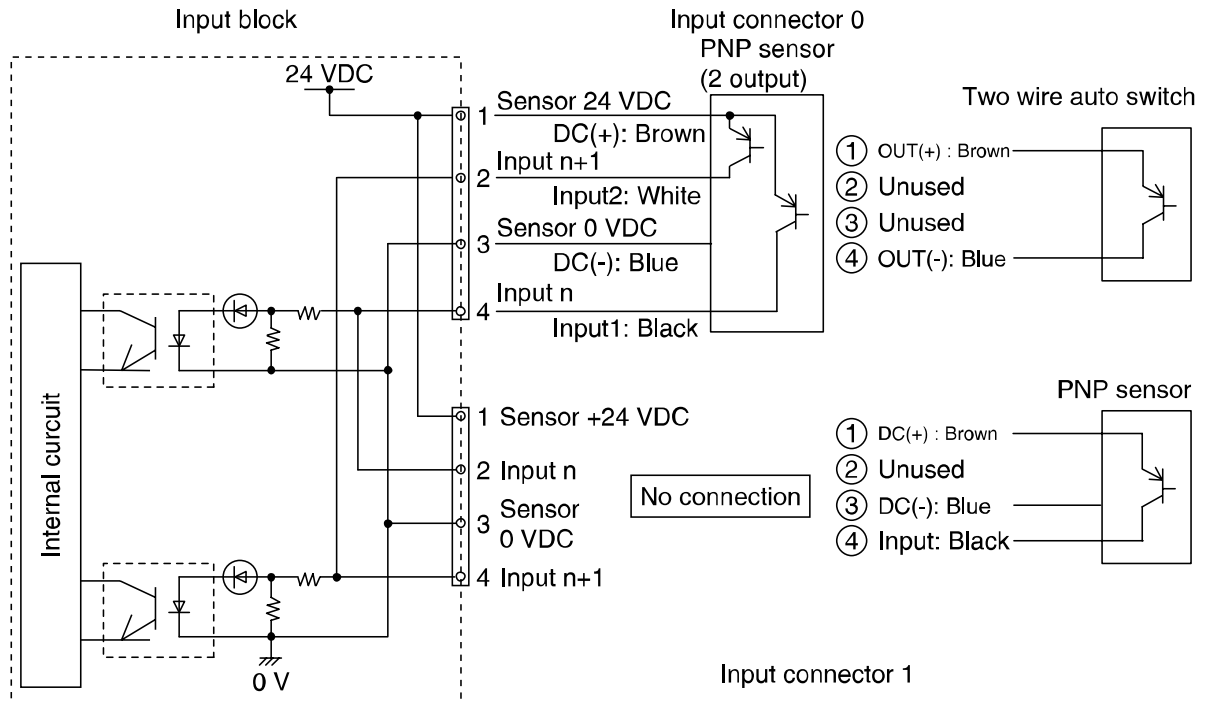 Input block
Input connector 0
PNP sensor
(2 output)
24 VDC
Two wire auto switch
1 Sensor 24 VDC
DC(+): Brown
Input n+1
2
Input2: White
Sensor 0 VDC
3
DC(-): Blue
Input n
4
Input1: Black
① OUT(+) : Brown
② Unused
③ Unused
④ OUT(-): Blue
Internal curcuit
1 Sensor +24 VDC
2 Input n
3 Sensor
0 VDC
4 Input n+1
No connection
PNP sensor
① DC(+) : Brown
② Unused
③ DC(-): Blue
④ Input: Black
0 V
Input connector 1